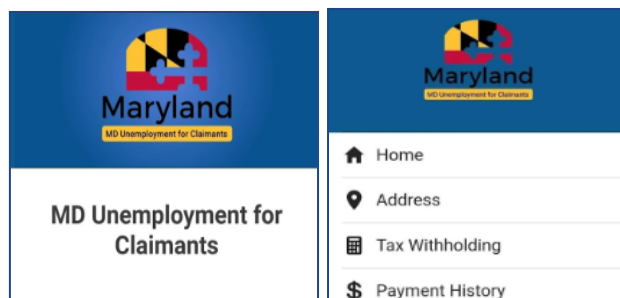 Maryland
MD Unemployment for Claimants
MD Unemployment for
Claimants
Maryland
MD Unemployment for Claimants
Home
Address
Tax Withholding
Payment History